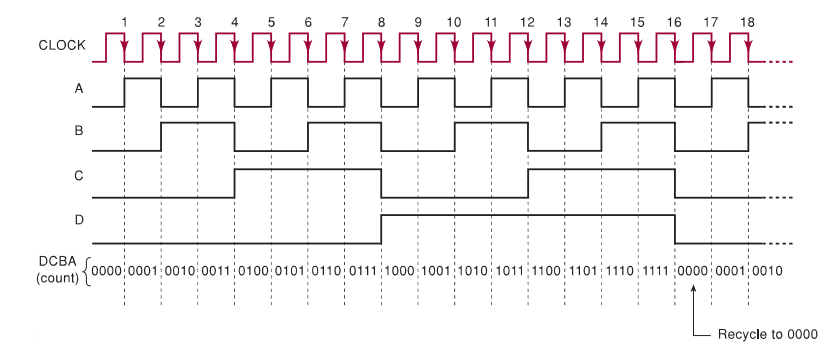 1 2 3 4 5 6 7 8 9 10 11 12 13 14 15 16 17 18
CLOCK
A
B
C
D
DCBA
(count)
0000 0001 0010 0011 0100 0101 0110 0111 1000 1001 1010 1011 1100 1101 1110 1111 0000 0001 0010
Recycle to 0000